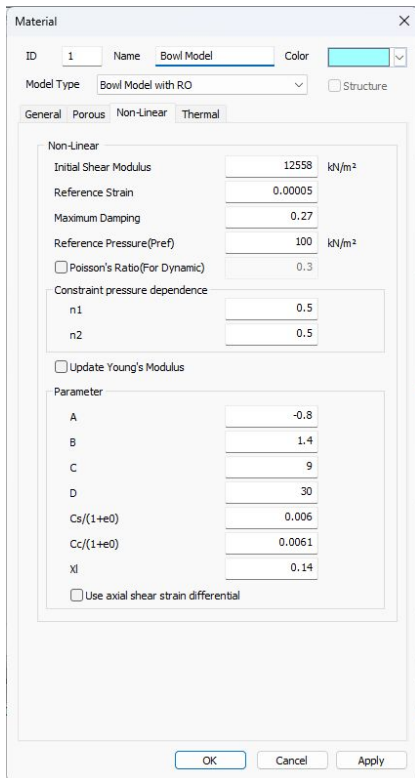 Material
ID 1 Name Bowl Model Color
Model Type Bowl Model with RO Structure
General Porous Non-Linear Thermal
Non-Linear
Initial Shear Modulus 12558 kN/m²
Reference Strain 0.00005
Maximum Damping 0.27
Reference Pressure(Pref) 100 kN/m²
Poisson's Ratio(For Dynamic) 0.3
Constraint pressure dependence
n1 0.5
n2 0.5
Update Young's Modulus
Parameter
A -0.8
B 1.4
C 9
D 30
Cs/(1+e0) 0.006
Cc/(1+e0) 0.0061
Xl 0.14
Use axial shear strain differential
OK Cancel Apply